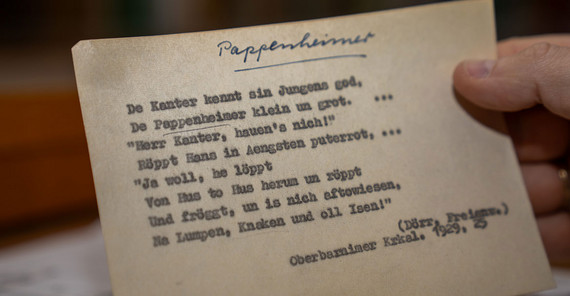 Pappenheimer
De Kanter kennt sin Jungens god,
De Pappenheimer klein un grot. ...
"Herr Kanter, hauen's nich!"
Röppt Hans in Aengsten puterrot, ...
"Ja woll, he löppt
Von Hus to Hus herum un röppt
Und fröggt, un is nich aftowiesen,
Na Lumpen, Knaken und oll Isen!"
(Dörr, Freienw.)
Oberbarnimer Krkal. 1929, 25